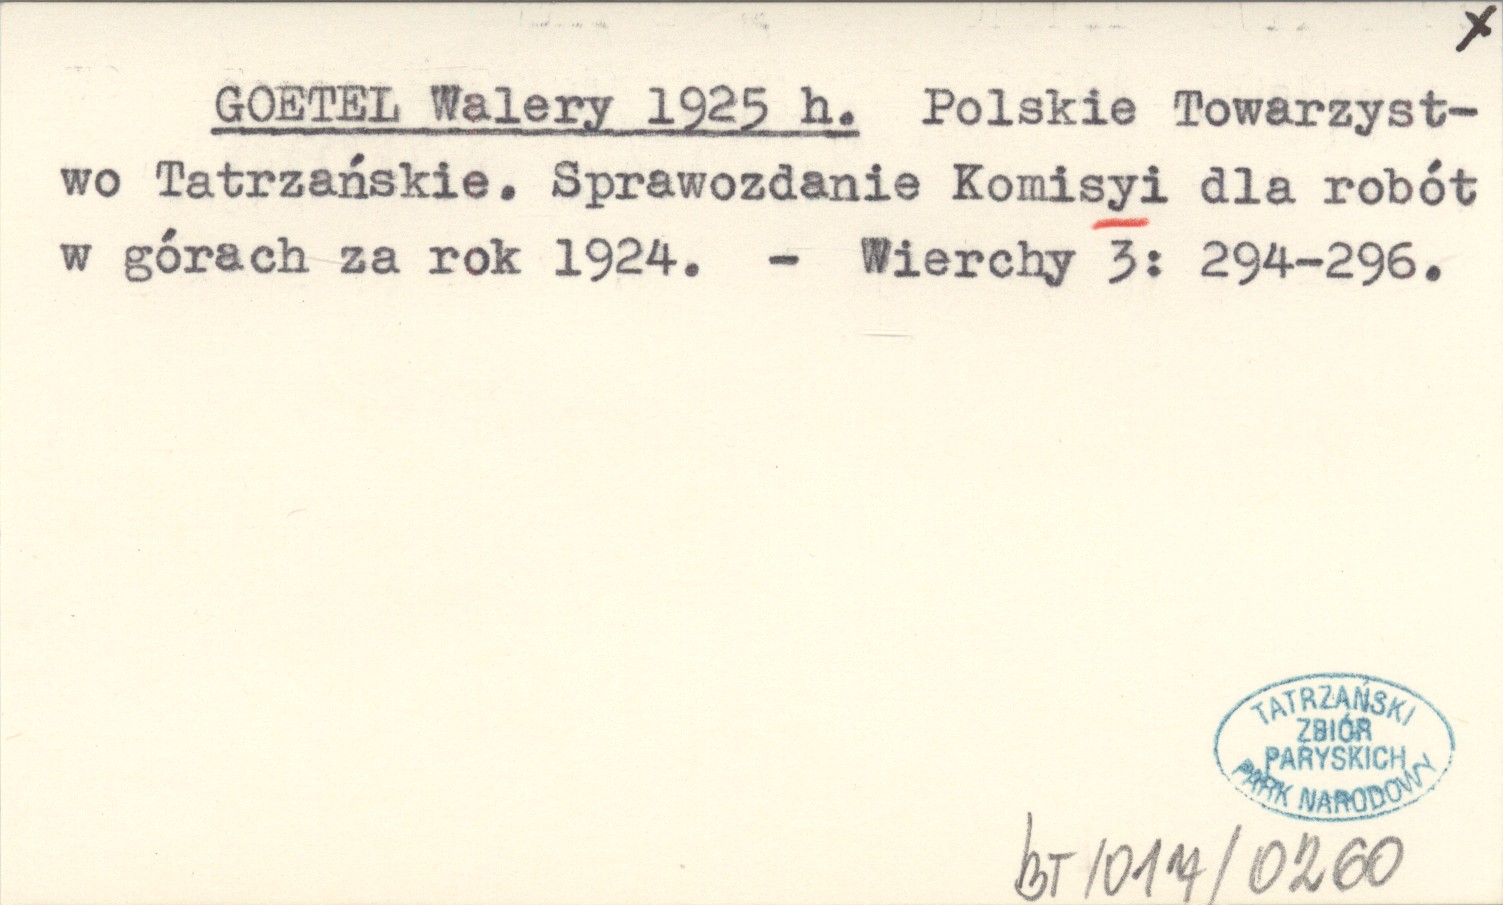 x
GOETEL Walery 1925 h. Polskie Towarzyst-
wo Tatrzańskie. Sprawozdanie Komisyi dla robót
w górach za rok 1924. - Wierchy 3: 294-296.
TATRZAŃSKI
ZBIÓR
PARYSKICH
PARK NARODOWY
BT/017/0260